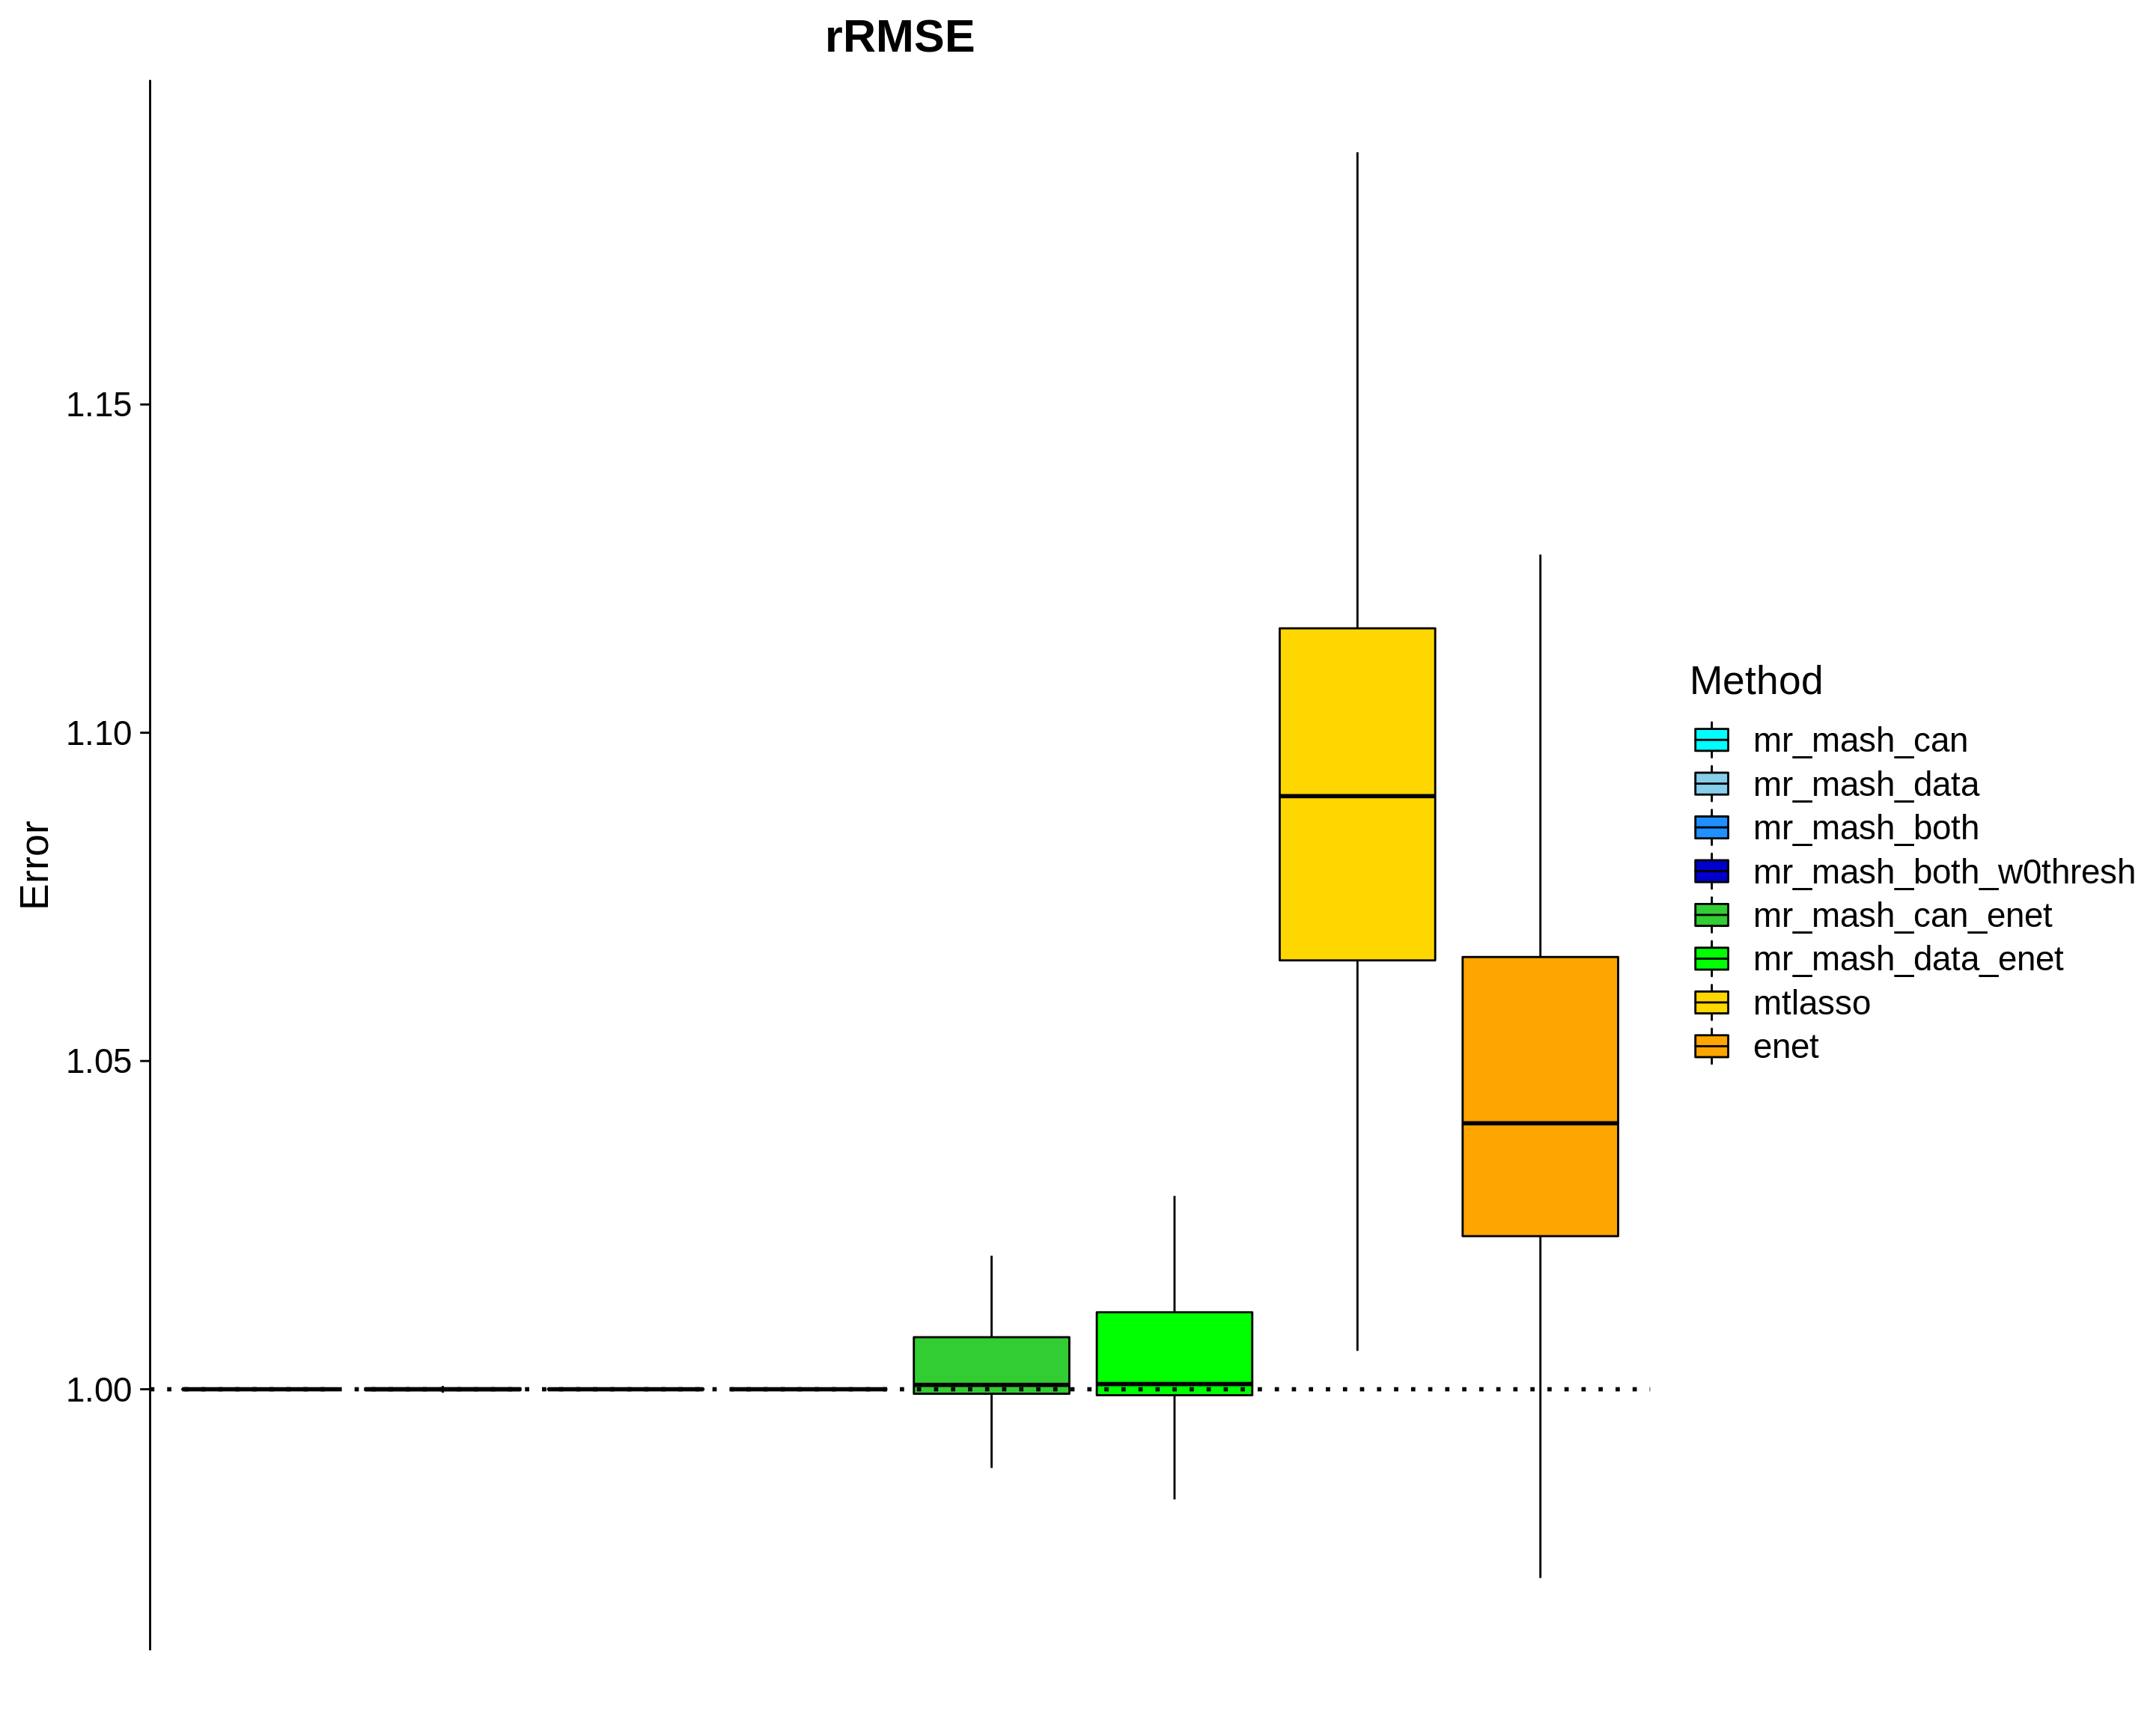 rRMSE
Error
1.15
1.10
1.05
1.00
Method
mr_mash_can
mr_mash_data
mr_mash_both
mr_mash_both_w0thresh
mr_mash_can_enet
mr_mash_data_enet
mtlasso
enet